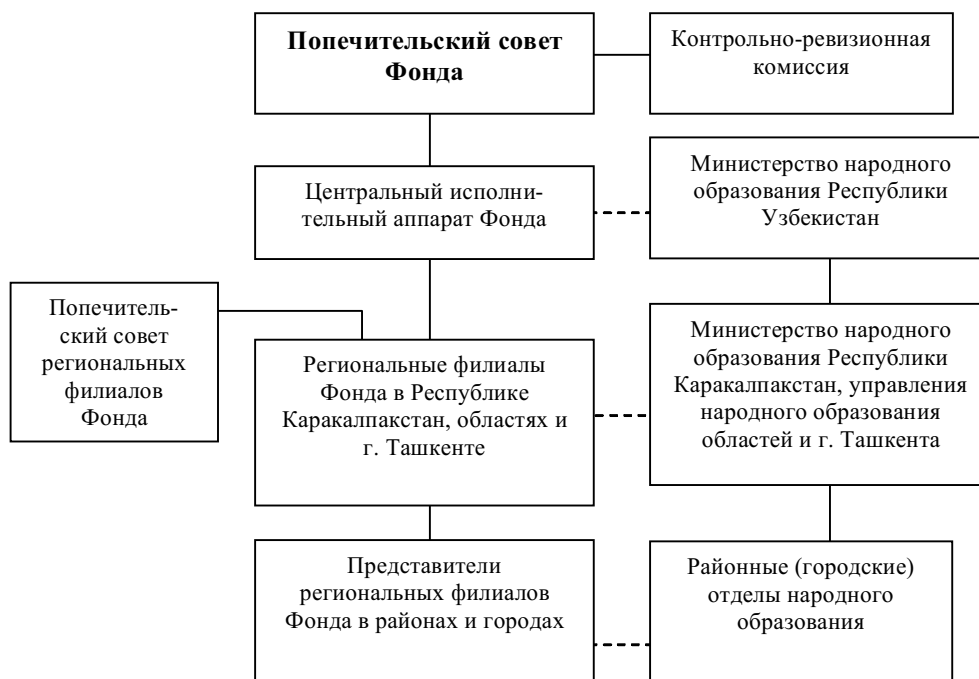 Попечительский совет
Фонда
Контрольно-ревизионная
комиссия
Центральный исполни-
тельный аппарат Фонда
Министерство народного
образования Республики
Узбекистан
Попечитель-
ский совет
региональных
филиалов
Фонда
Региональные филиалы
Фонда в Республике
Каракалпакстан, областях и
г. Ташкенте
Министерство народного
образования Республики
Каракалпакстан, управления
народного образования
областей и г. Ташкента
Представители
региональных филиалов
Фонда в районах и городах
Районные (городские)
отделы народного
образования